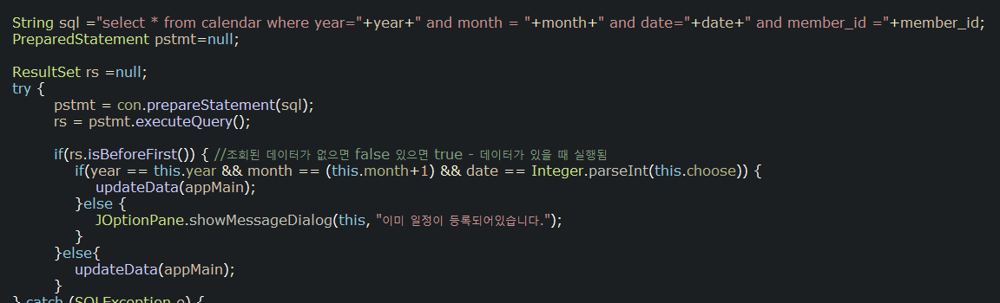 String sql ="select * from calendar where year="+year+" and month = "+month+" and date="+date+" and member_id ="+member_id;
PreparedStatement pstmt=null;
ResultSet rs =null;
try {
pstmt = con.prepareStatement(sql);
rs = pstmt.executeQuery();
if(rs.isBeforeFirst()) { //조회된 데이터가 없으면 false 있으면 true - 데이터가 있을 때 실행됨
if(year == this.year && month == (this.month+1) && date == Integer.parseInt(this.choose)) {
updateData(appMain);
}else {
JOptionPane.showMessageDialog(this, "이미 일정이 등록되어있습니다.");
}
}else{
updateData(appMain);
}
} catch (SQLException e) {